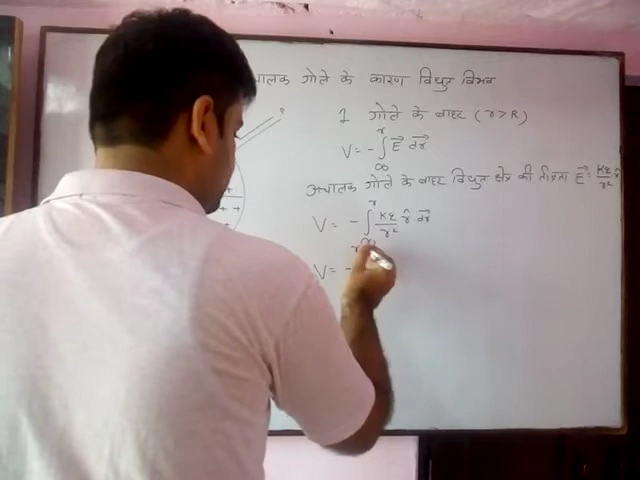 चालक गोले के कारण विद्युत विभव
1 गोले के बाहर (r>R)
V = -∫ E⃗ dr⃗
r
∞
अचालक गोले के बाहर विद्युत क्षेत्र की तीव्रता E⃗ = Kq/r² r̂
V = -∫ Kq/r² r̂ dr⃗
r
V = -